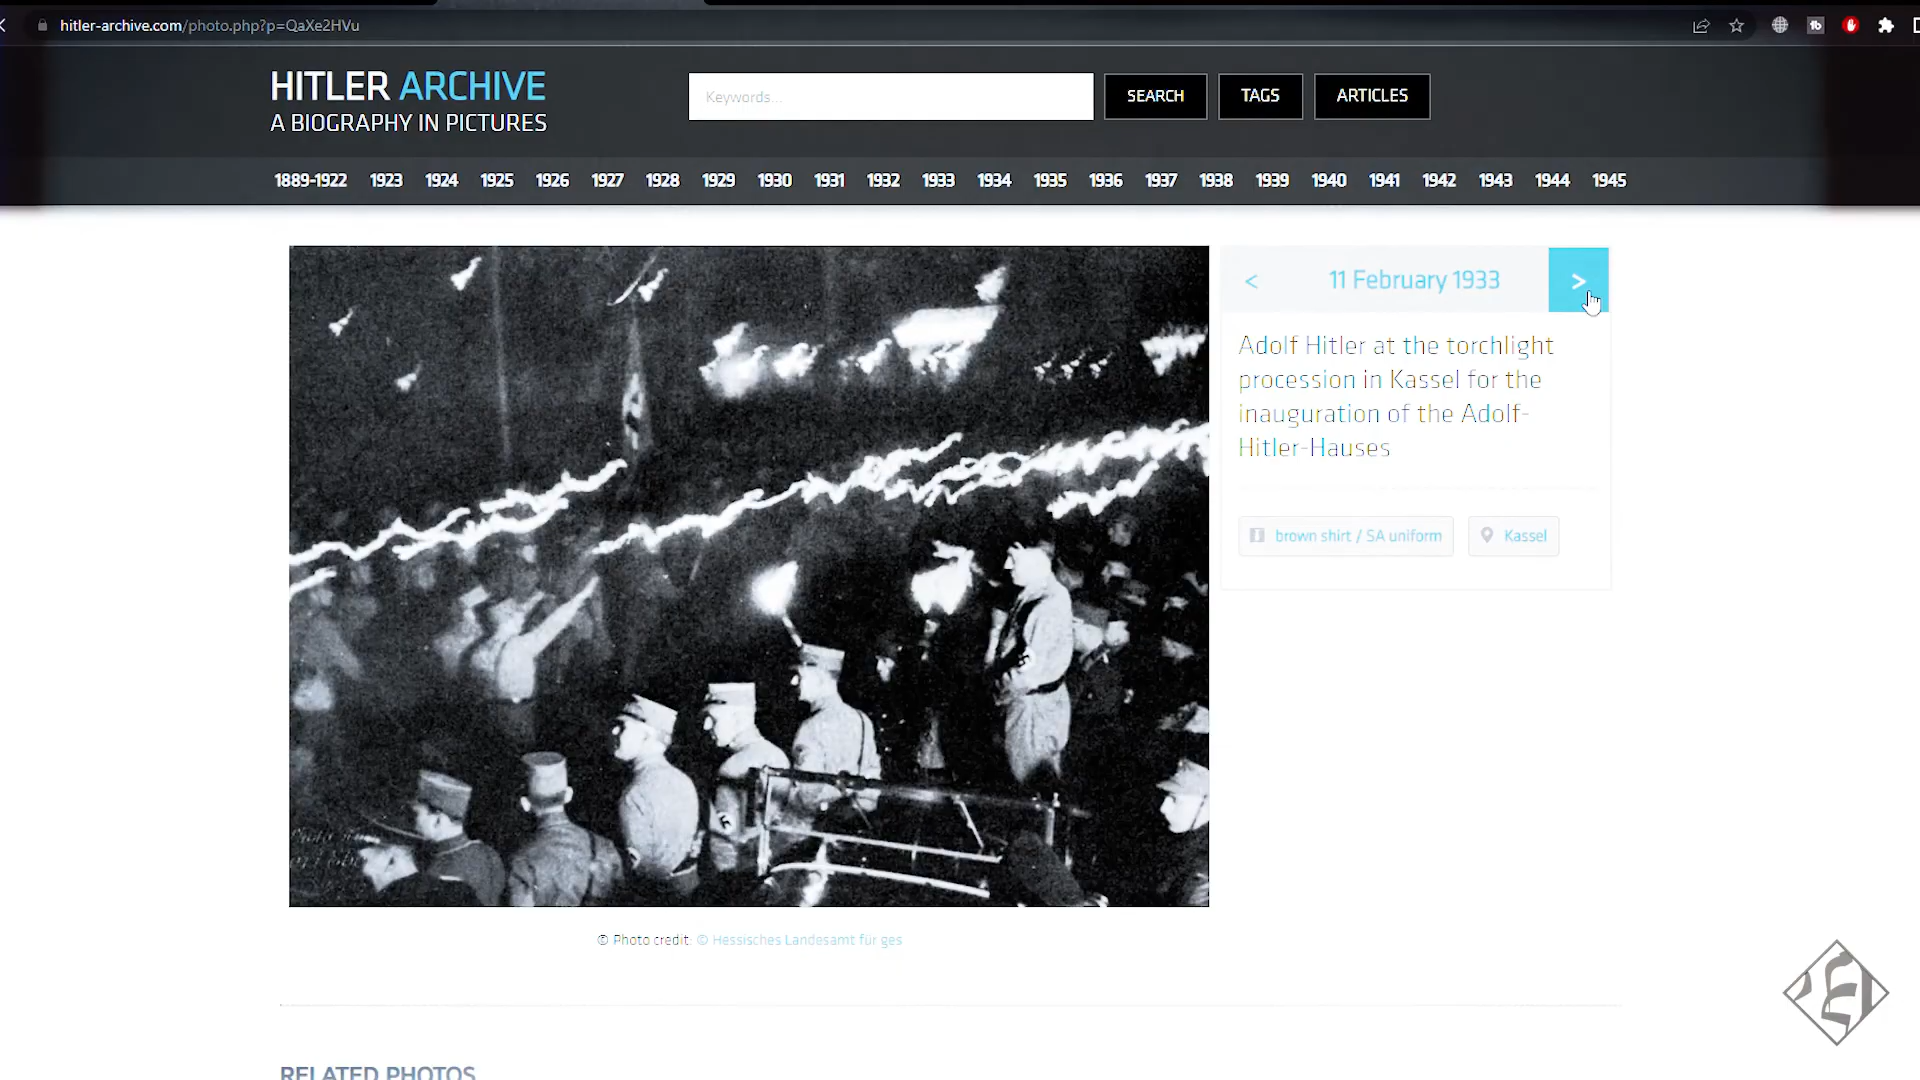 hitler-archive.com/photo.php?p=QaXe2HVu
HITLER ARCHIVE
A BIOGRAPHY IN PICTURES
Keywords...
SEARCH
TAGS
ARTICLES
1889-1922 1923 1924 1925 1926 1927 1928 1929 1930 1931 1932 1933 1934 1935 1936 1937 1938 1939 1940 1941 1942 1943 1944 1945
< 11 February 1933 >
Adolf Hitler at the torchlight
procession in Kassel for the
inauguration of the Adolf-
Hitler-Hauses
brown shirt / SA uniform
Kassel
© Photo credit: © Hessisches Landesamt für ges
RELATED PHOTOS